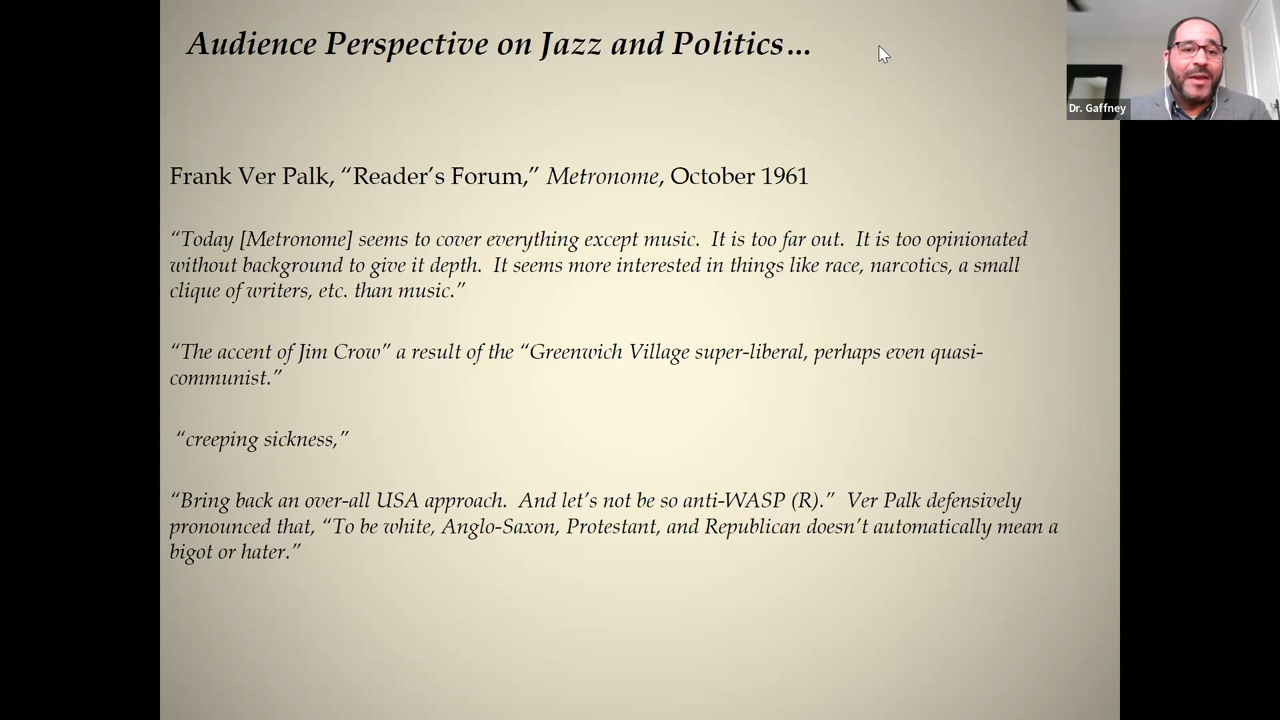 Audience Perspective on Jazz and Politics…
Dr. Gaffney
Frank Ver Palk, “Reader’s Forum,” Metronome, October 1961
“Today [Metronome] seems to cover everything except music.  It is too far out.  It is too opinionated
without background to give it depth.  It seems more interested in things like race, narcotics, a small
clique of writers, etc. than music.”
“The accent of Jim Crow” a result of the “Greenwich Village super-liberal, perhaps even quasi-
communist.”
“creeping sickness,”
“Bring back an over-all USA approach.  And let’s not be so anti-WASP (R).”  Ver Palk defensively
pronounced that, “To be white, Anglo-Saxon, Protestant, and Republican doesn’t automatically mean a
bigot or hater.”